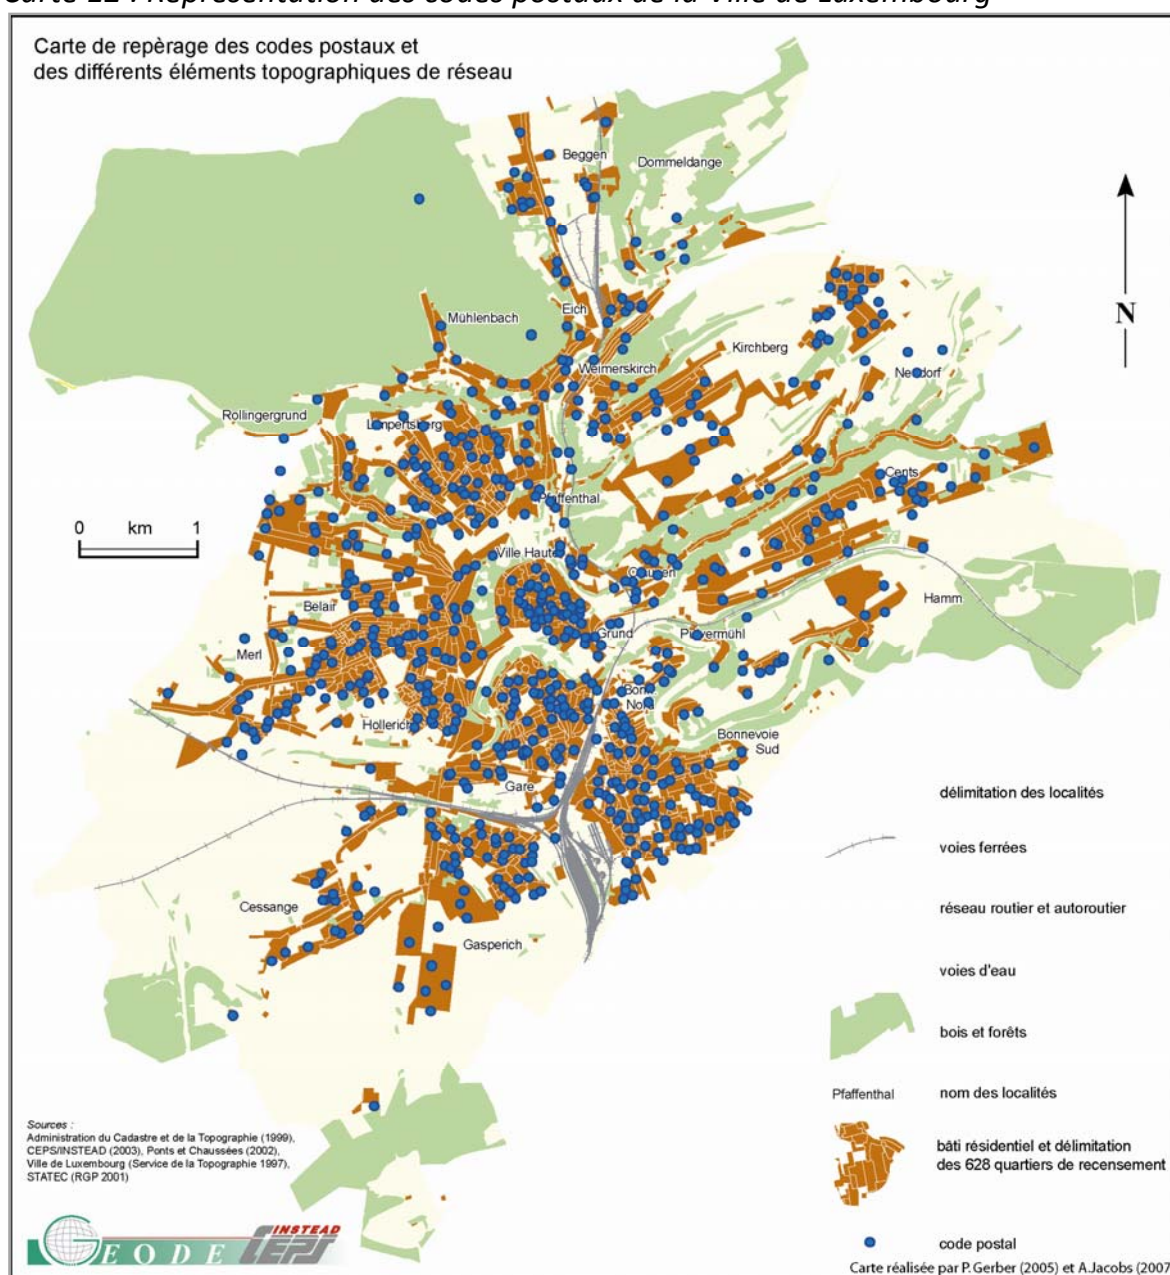 Carte de repèrage des codes postaux et
des différents éléments topographiques de réseau
Beggen
Dommeldange
N
Mühlenbach
Eich
Kirchberg
Weimerskirch
Rollingergrund
Cents
0 km 1
Pfaffenthal
Ville Haute
Belair
Hamm
Grund
Merl
Hollerich
Bonnevoie
Sud
Gare
délimitation des localités
voies ferrées
Cessange
réseau routier et autoroutier
Gasperich
voies d'eau
bois et forêts
Pfaffenthal
nom des localités
bâti résidentiel et délimitation
des 628 quartiers de recensement
code postal
Sources :
Administration du Cadastre et de la Topographie (1999),
CEPS/INSTEAD (2003), Ponts et Chaussées (2002),
Ville de Luxembourg (Service de la Topographie 1997),
STATEC (RGP 2001)
GEODE
INSTEAD
CEPS
Carte réalisée par P. Gerber (2005) et A.Jacobs (2007